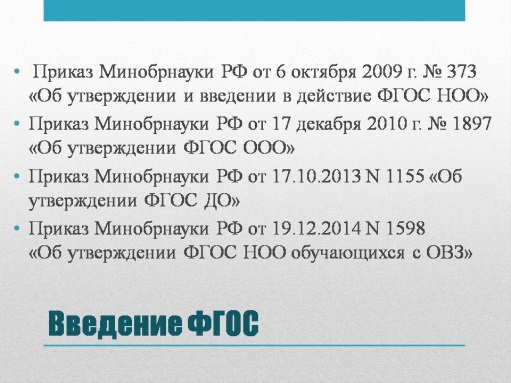 • Приказ Минобрнауки РФ от 6 октября 2009 г. № 373
«Об утверждении и введении в действие ФГОС НОО»
• Приказ Минобрнауки РФ от 17 декабря 2010 г. № 1897
«Об утверждении ФГОС ООО»
• Приказ Минобрнауки РФ от 17.10.2013 N 1155 «Об
утверждении ФГОС ДО»
• Приказ Минобрнауки РФ от 19.12.2014 N 1598
«Об утверждении ФГОС НОО обучающихся с ОВЗ»
Введение ФГОС